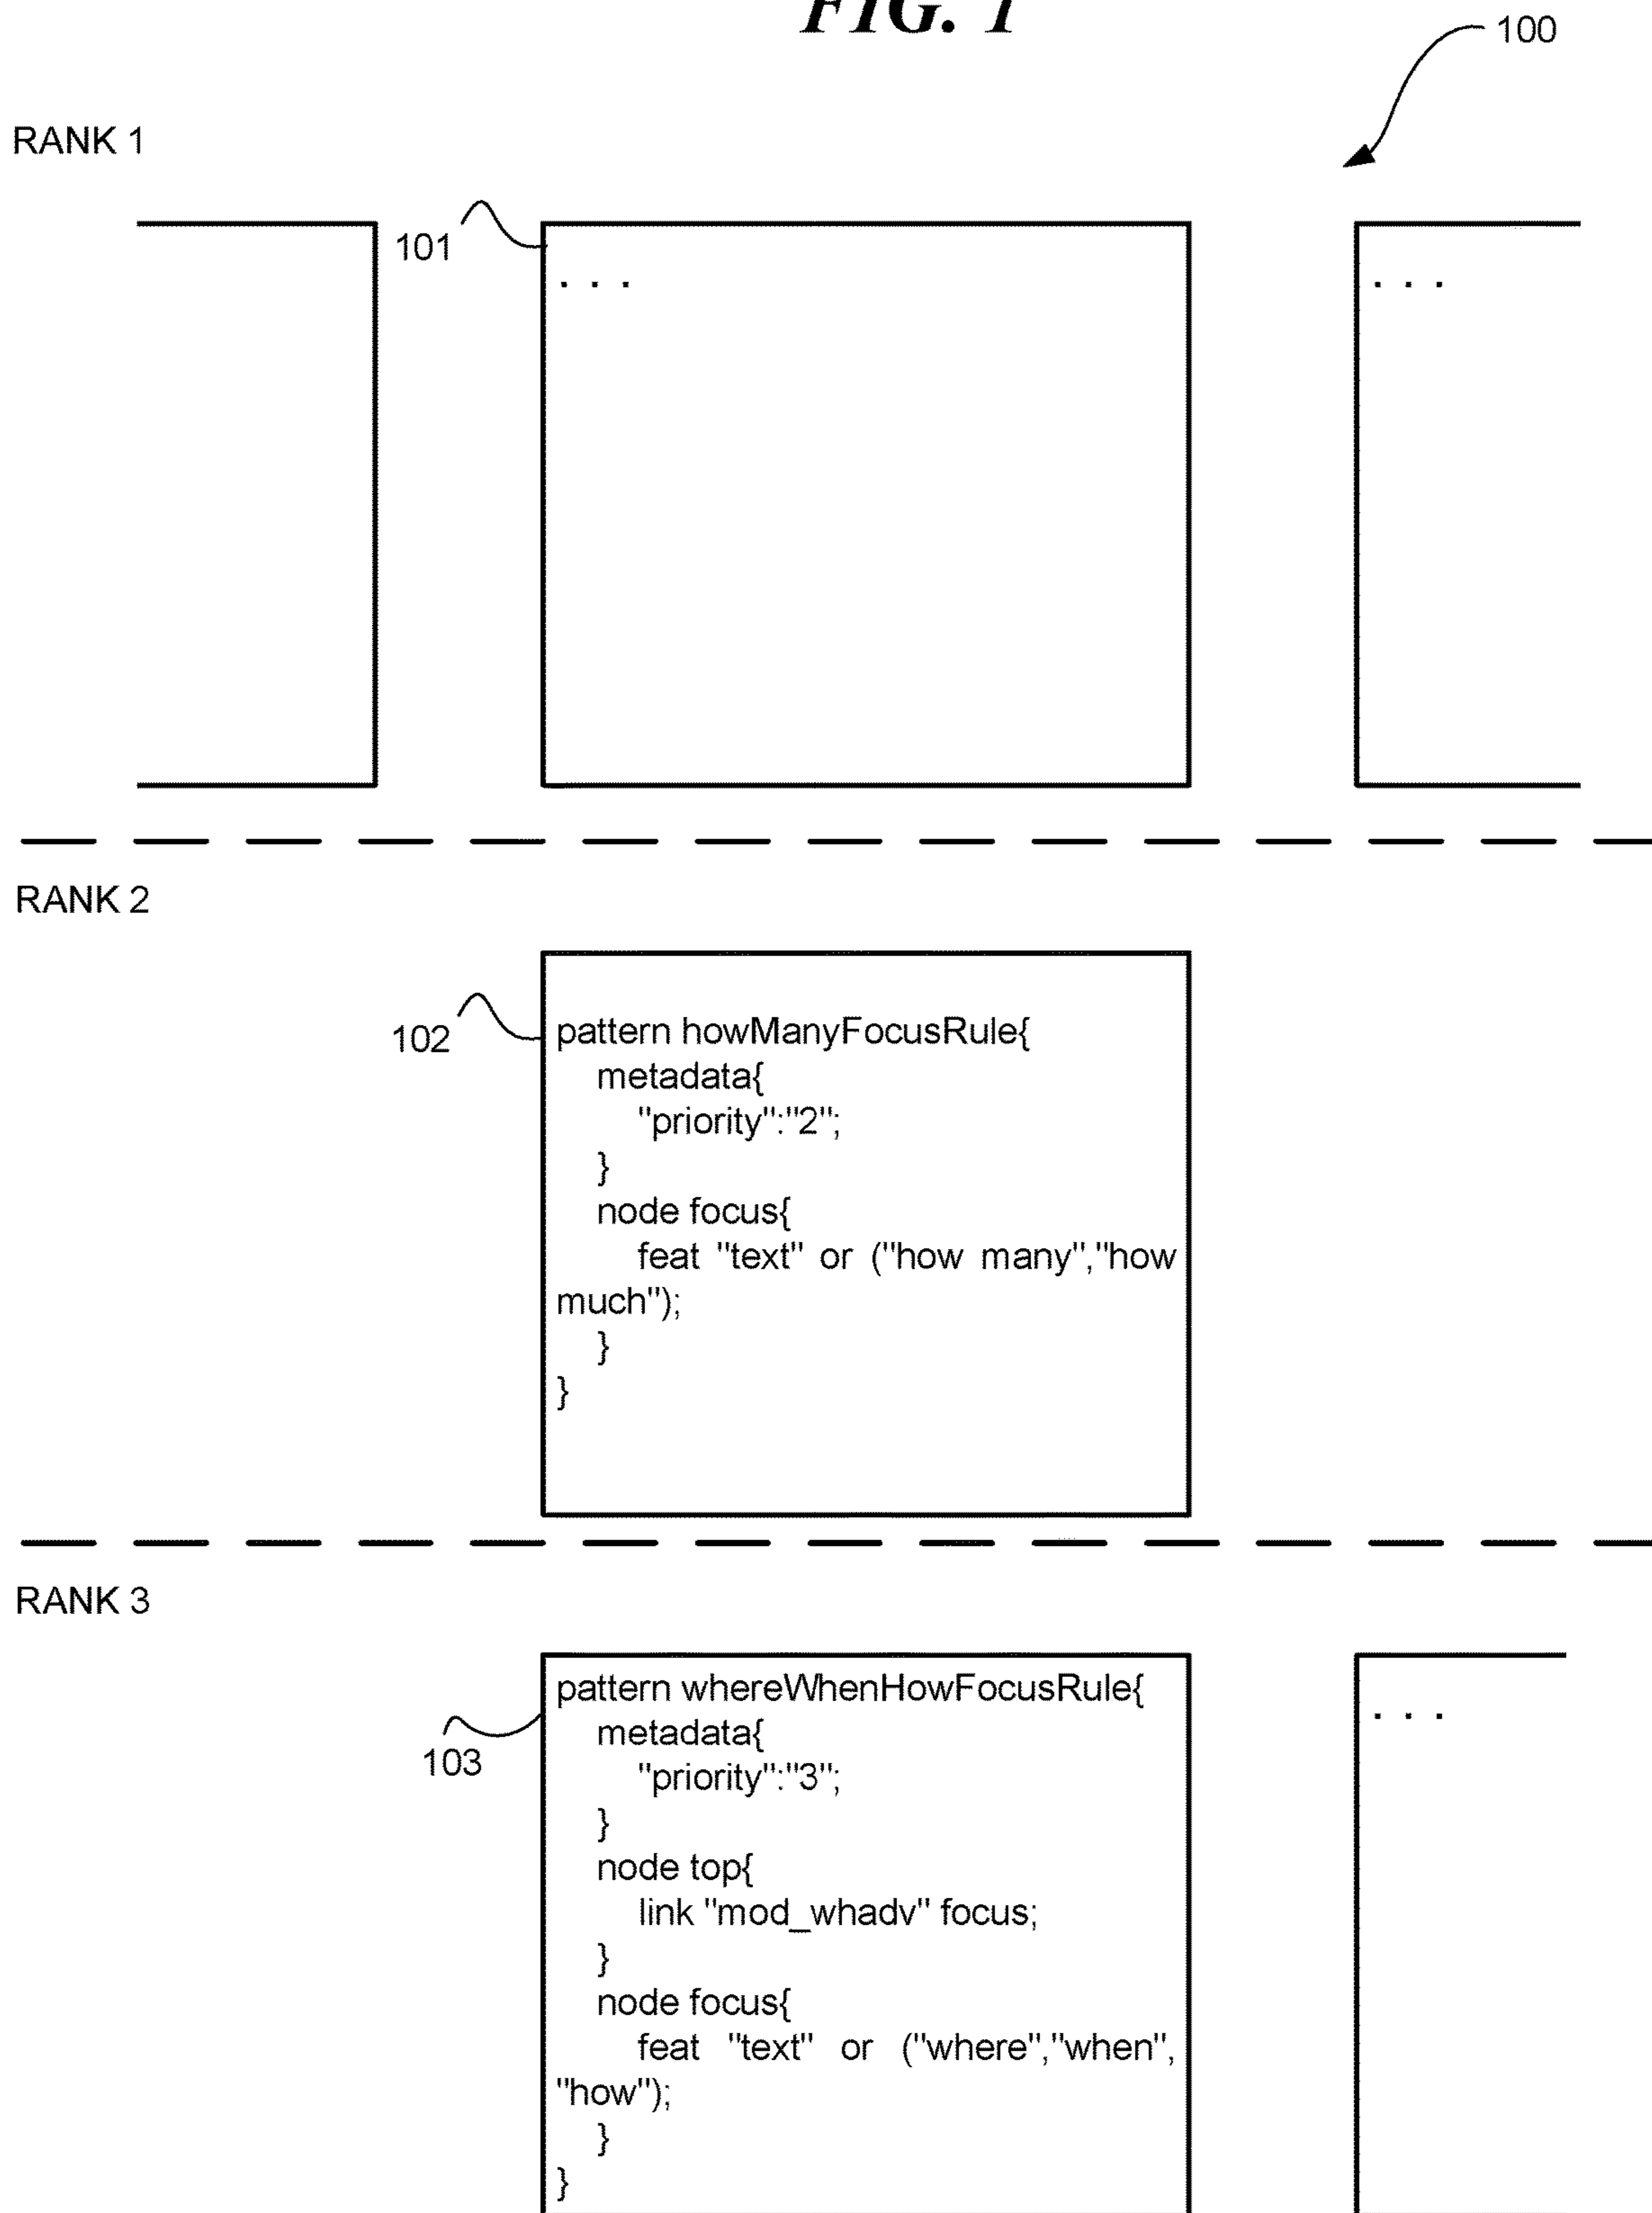 FIG. 1
100
RANK 1
101
. . .
. . .
RANK 2
102
pattern howManyFocusRule{
metadata{
"priority":"2";
}
node focus{
feat "text" or ("how many","how
much");
}
}
RANK 3
103
pattern whereWhenHowFocusRule{
metadata{
"priority":"3";
}
node top{
link "mod_whadv" focus;
}
node focus{
feat "text" or ("where","when",
"how");
}
}
. . .